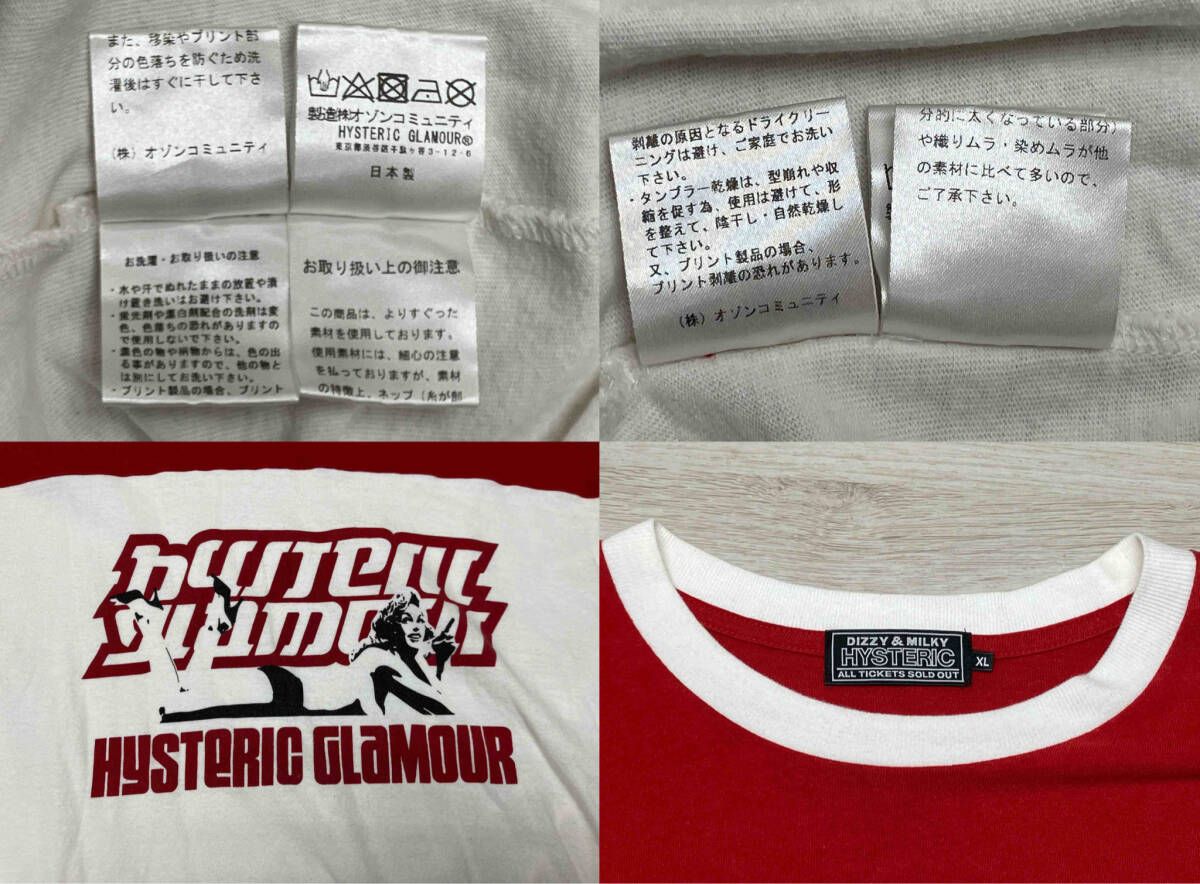 また、移染やプリント部
分の色落ちを防ぐため洗
濯後はすぐに干して下さ
い。
(株) オゾンコミュニティ
製造㈱オゾンコミュニティ
HYSTERIC GLAMOUR®
東京都渋谷区千駄ヶ谷3-12-6
日本製
お洗濯・お取り扱いの注意
・水や汗でぬれたままの放置や漬
け置き洗いはお避け下さい。
・蛍光剤や漂白剤配合の洗剤は変
色、色落ちの恐れがありますの
で使用しないで下さい。
・濃色の物や柄物からは、色の出
る事がありますので、他の物と
は別にしてお洗い下さい。
・プリント製品の場合、プリント
お取り扱い上の御注意
この商品は、よりすぐった
素材を使用しております。
使用素材には、細心の注意
を払っておりますが、素材
の特徴上、ネップ(糸が部
剥離の原因となるドライクリー
ニングは避け、ご家庭でお洗い
下さい。
・タンブラー乾燥は、型崩れや収
縮を促す為、使用は避けて、形
を整えて、陰干し・自然乾燥し
て下さい。
又、プリント製品の場合、
プリント剥離の恐れがあります。
(株) オゾンコミュニティ
分的に太くなっている部分)
や織りムラ・染めムラが他
の素材に比べて多いので、
ご了承下さい。
HYSTERIC GLAMOUR
DIZZY & MILKY
HYSTERIC
ALL TICKETS SOLD OUT
XL